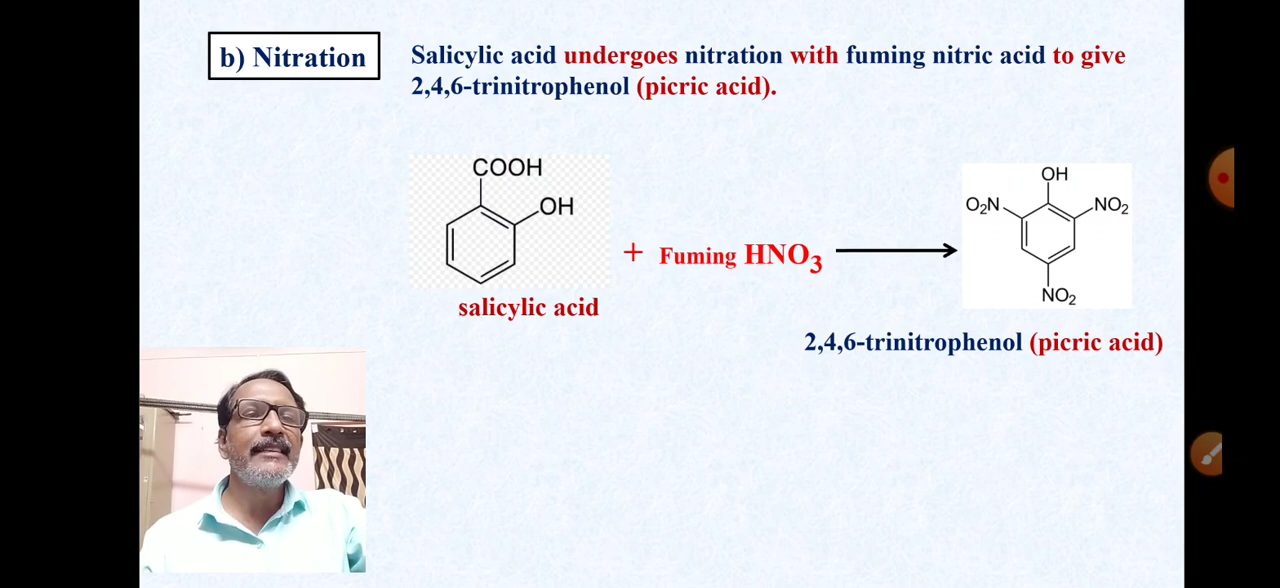 b) Nitration
Salicylic acid undergoes nitration with fuming nitric acid to give
2,4,6-trinitrophenol (picric acid).
COOH
OH
salicylic acid
+ Fuming HNO₃
OH
O₂N
NO₂
NO₂
2,4,6-trinitrophenol (picric acid)